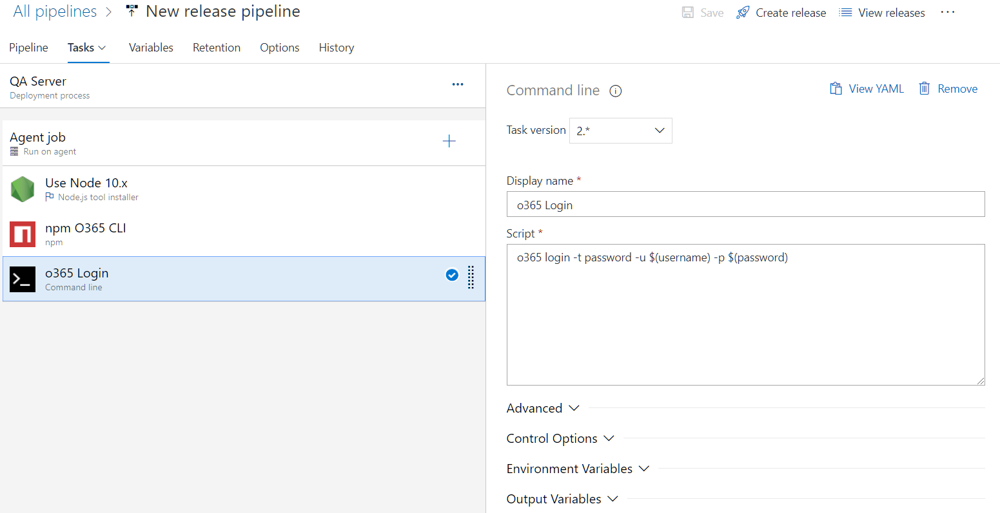 All pipelines > New release pipeline
Save Create release View releases ...
Pipeline Tasks Variables Retention Options History
QA Server
Deployment process
Agent job
Run on agent
Use Node 10.x
Node.js tool installer
npm O365 CLI
npm
o365 Login
Command line
Command line
View YAML Remove
Task version 2.*
Display name *
o365 Login
Script *
o365 login -t password -u $(username) -p $(password)
Advanced
Control Options
Environment Variables
Output Variables